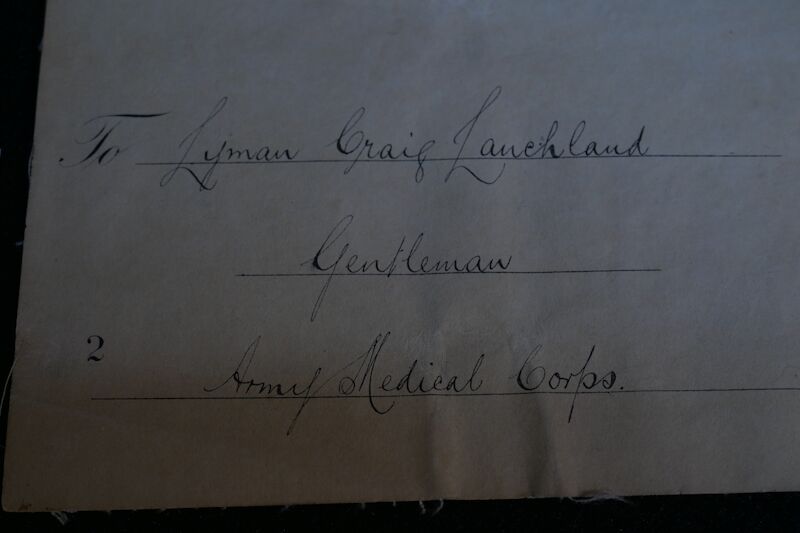 To Lyman Craig Lauchland
Gentleman
2
Army Medical Corps.